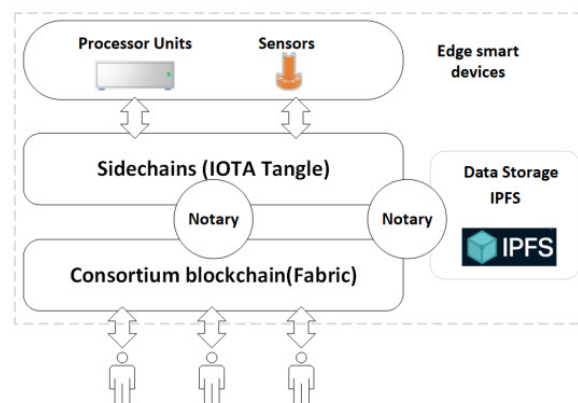 Processor Units
Sensors
Edge smart
devices
Sidechains (IOTA Tangle)
Data Storage
IPFS
Notary
Notary
IPFS
Consortium blockchain(Fabric)